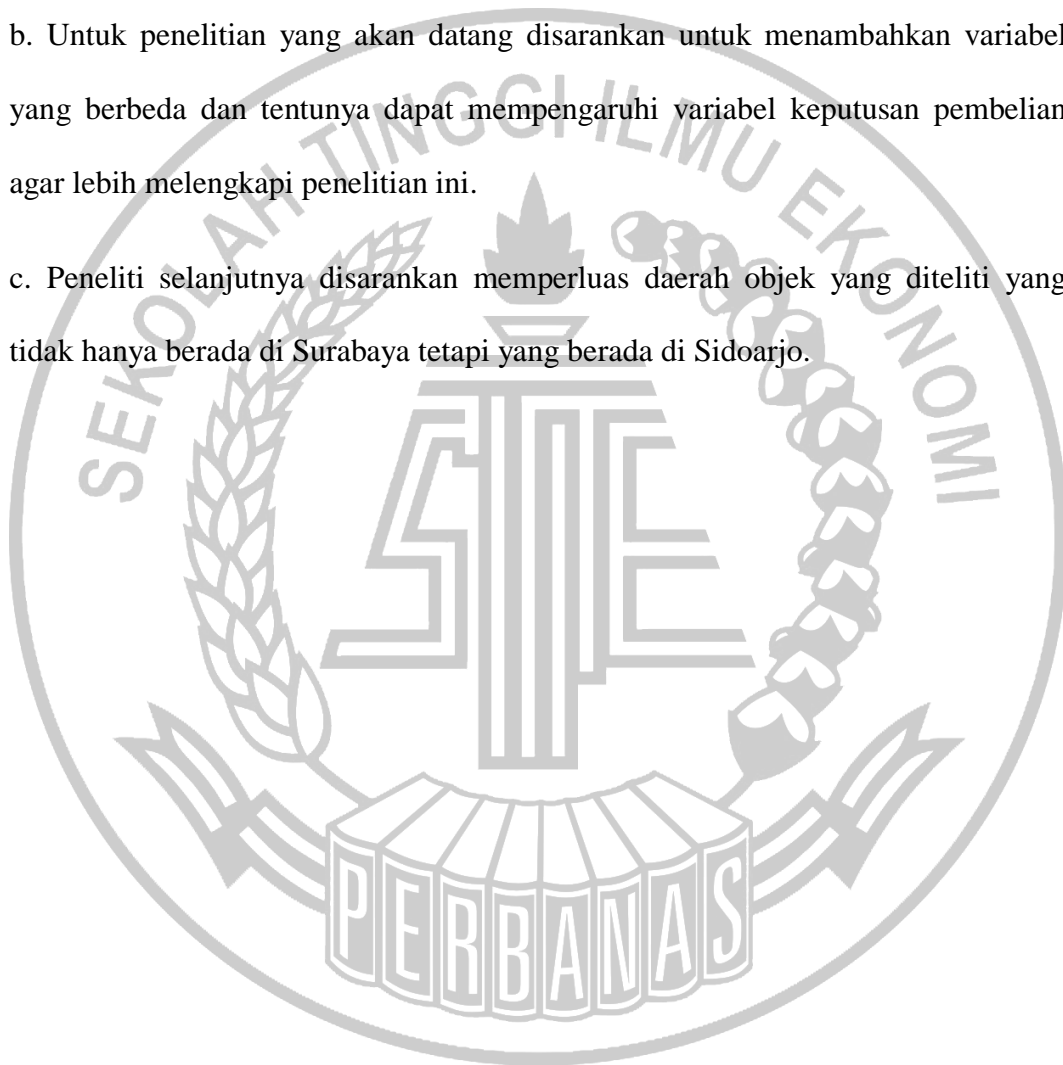 b. Untuk penelitian yang akan datang disarankan untuk menambahkan variabel
yang berbeda dan tentunya dapat mempengaruhi variabel keputusan pembelian
agar lebih melengkapi penelitian ini.
c. Peneliti selanjutnya disarankan memperluas daerah objek yang diteliti yang
tidak hanya berada di Surabaya tetapi yang berada di Sidoarjo.
SEKOLAH TINGGI ILMU EKONOMI
STIE
PERBANAS